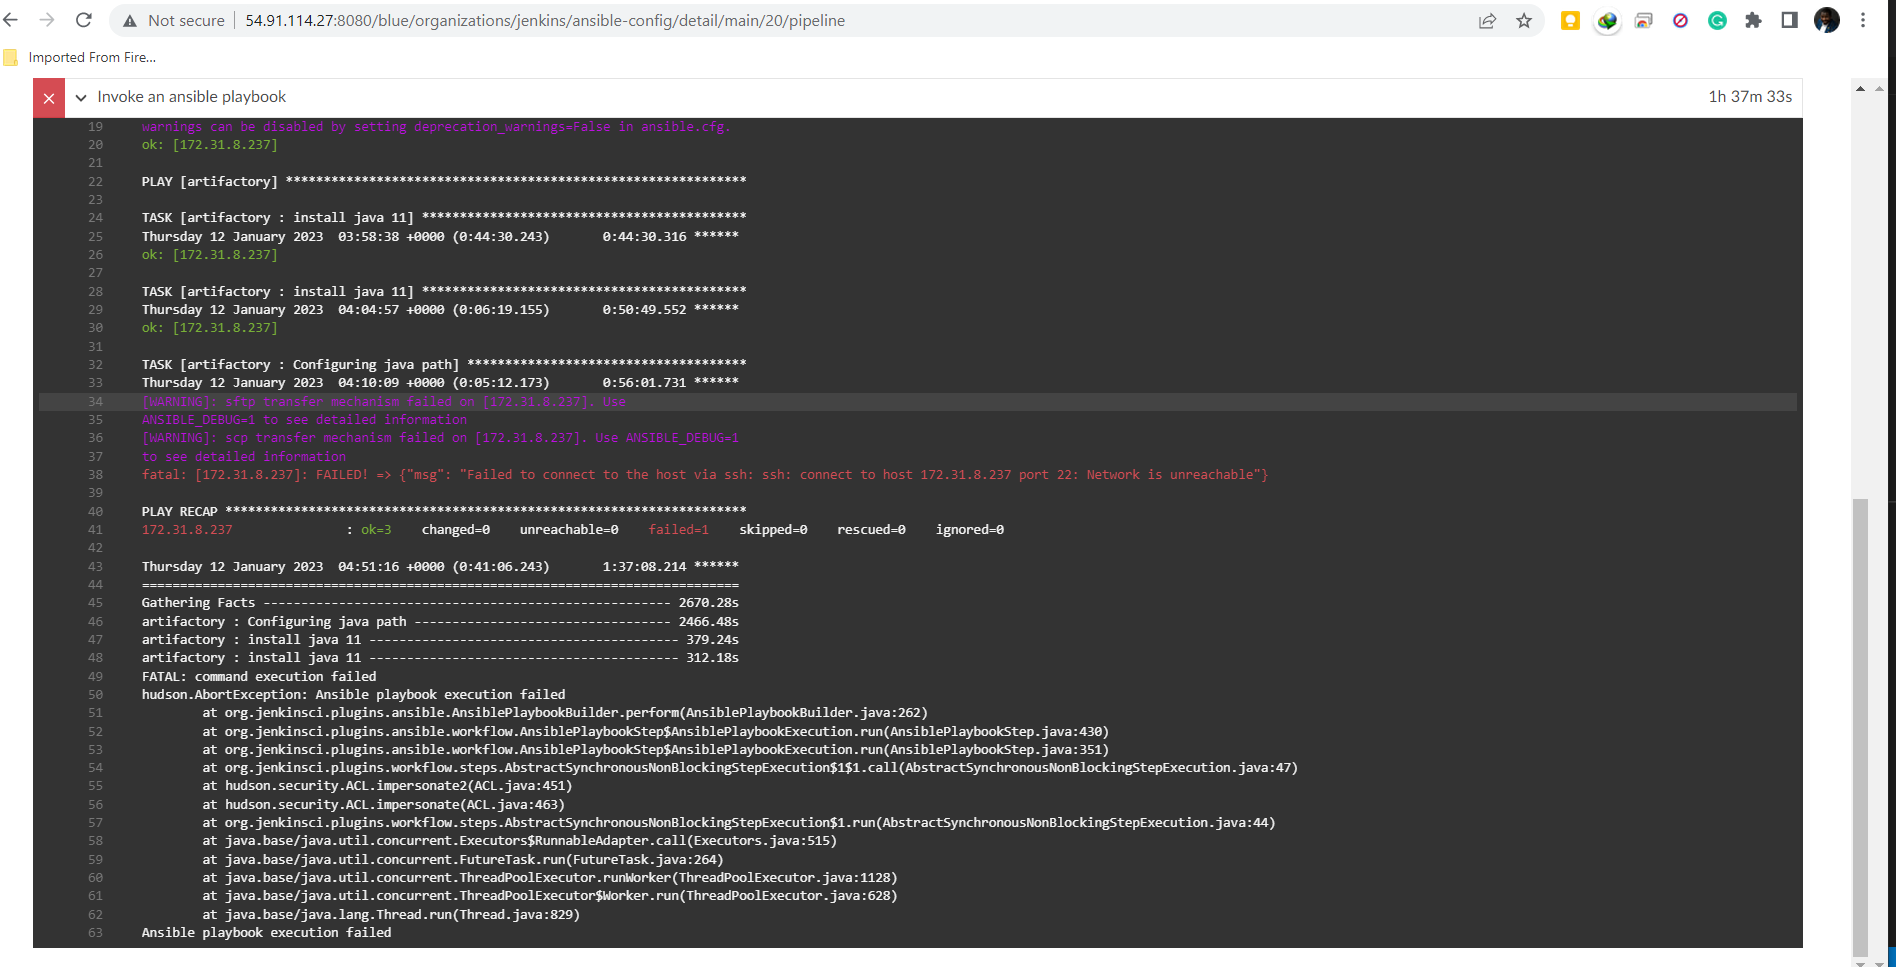 Not secure 54.91.114.27:8080/blue/organizations/jenkins/ansible-config/detail/main/20/pipeline
Imported From Fire...
Invoke an ansible playbook 1h 37m 33s
19 warnings can be disabled by setting deprecation_warnings=False in ansible.cfg.
20 ok: [172.31.8.237]
21
22 PLAY [artifactory] *************************************************************
23
24 TASK [artifactory : install java 11] *******************************************
25 Thursday 12 January 2023  03:58:38 +0000 (0:44:30.243)       0:44:30.316 ******
26 ok: [172.31.8.237]
27
28 TASK [artifactory : install java 11] *******************************************
29 Thursday 12 January 2023  04:04:57 +0000 (0:06:19.155)       0:50:49.552 ******
30 ok: [172.31.8.237]
31
32 TASK [artifactory : Configuring java path] *************************************
33 Thursday 12 January 2023  04:10:09 +0000 (0:05:12.173)       0:56:01.731 ******
34 [WARNING]: sftp transfer mechanism failed on [172.31.8.237]. Use
35 ANSIBLE_DEBUG=1 to see detailed information
36 [WARNING]: scp transfer mechanism failed on [172.31.8.237]. Use ANSIBLE_DEBUG=1
37 to see detailed information
38 fatal: [172.31.8.237]: FAILED! => {"msg": "Failed to connect to the host via ssh: ssh: connect to host 172.31.8.237 port 22: Network is unreachable"}
39
40 PLAY RECAP *********************************************************************
41 172.31.8.237               : ok=3    changed=0    unreachable=0    failed=1    skipped=0    rescued=0    ignored=0
42
43 Thursday 12 January 2023  04:51:16 +0000 (0:41:06.243)       1:37:08.214 ******
44 ===============================================================================
45 Gathering Facts ------------------------------------------------------ 2670.28s
46 artifactory : Configuring java path ---------------------------------- 2466.48s
47 artifactory : install java 11 ----------------------------------------- 379.24s
48 artifactory : install java 11 ----------------------------------------- 312.18s
49 FATAL: command execution failed
50 hudson.AbortException: Ansible playbook execution failed
51 at org.jenkinsci.plugins.ansible.AnsiblePlaybookBuilder.perform(AnsiblePlaybookBuilder.java:262)
52 at org.jenkinsci.plugins.ansible.workflow.AnsiblePlaybookStep$AnsiblePlaybookExecution.run(AnsiblePlaybookStep.java:430)
53 at org.jenkinsci.plugins.ansible.workflow.AnsiblePlaybookStep$AnsiblePlaybookExecution.run(AnsiblePlaybookStep.java:351)
54 at org.jenkinsci.plugins.workflow.steps.AbstractSynchronousNonBlockingStepExecution$1$1.call(AbstractSynchronousNonBlockingStepExecution.java:47)
55 at hudson.security.ACL.impersonate2(ACL.java:451)
56 at hudson.security.ACL.impersonate(ACL.java:463)
57 at org.jenkinsci.plugins.workflow.steps.AbstractSynchronousNonBlockingStepExecution$1.run(AbstractSynchronousNonBlockingStepExecution.java:44)
58 at java.base/java.util.concurrent.Executors$RunnableAdapter.call(Executors.java:515)
59 at java.base/java.util.concurrent.FutureTask.run(FutureTask.java:264)
60 at java.base/java.util.concurrent.ThreadPoolExecutor.runWorker(ThreadPoolExecutor.java:1128)
61 at java.base/java.util.concurrent.ThreadPoolExecutor$Worker.run(ThreadPoolExecutor.java:628)
62 at java.base/java.lang.Thread.run(Thread.java:829)
63 Ansible playbook execution failed